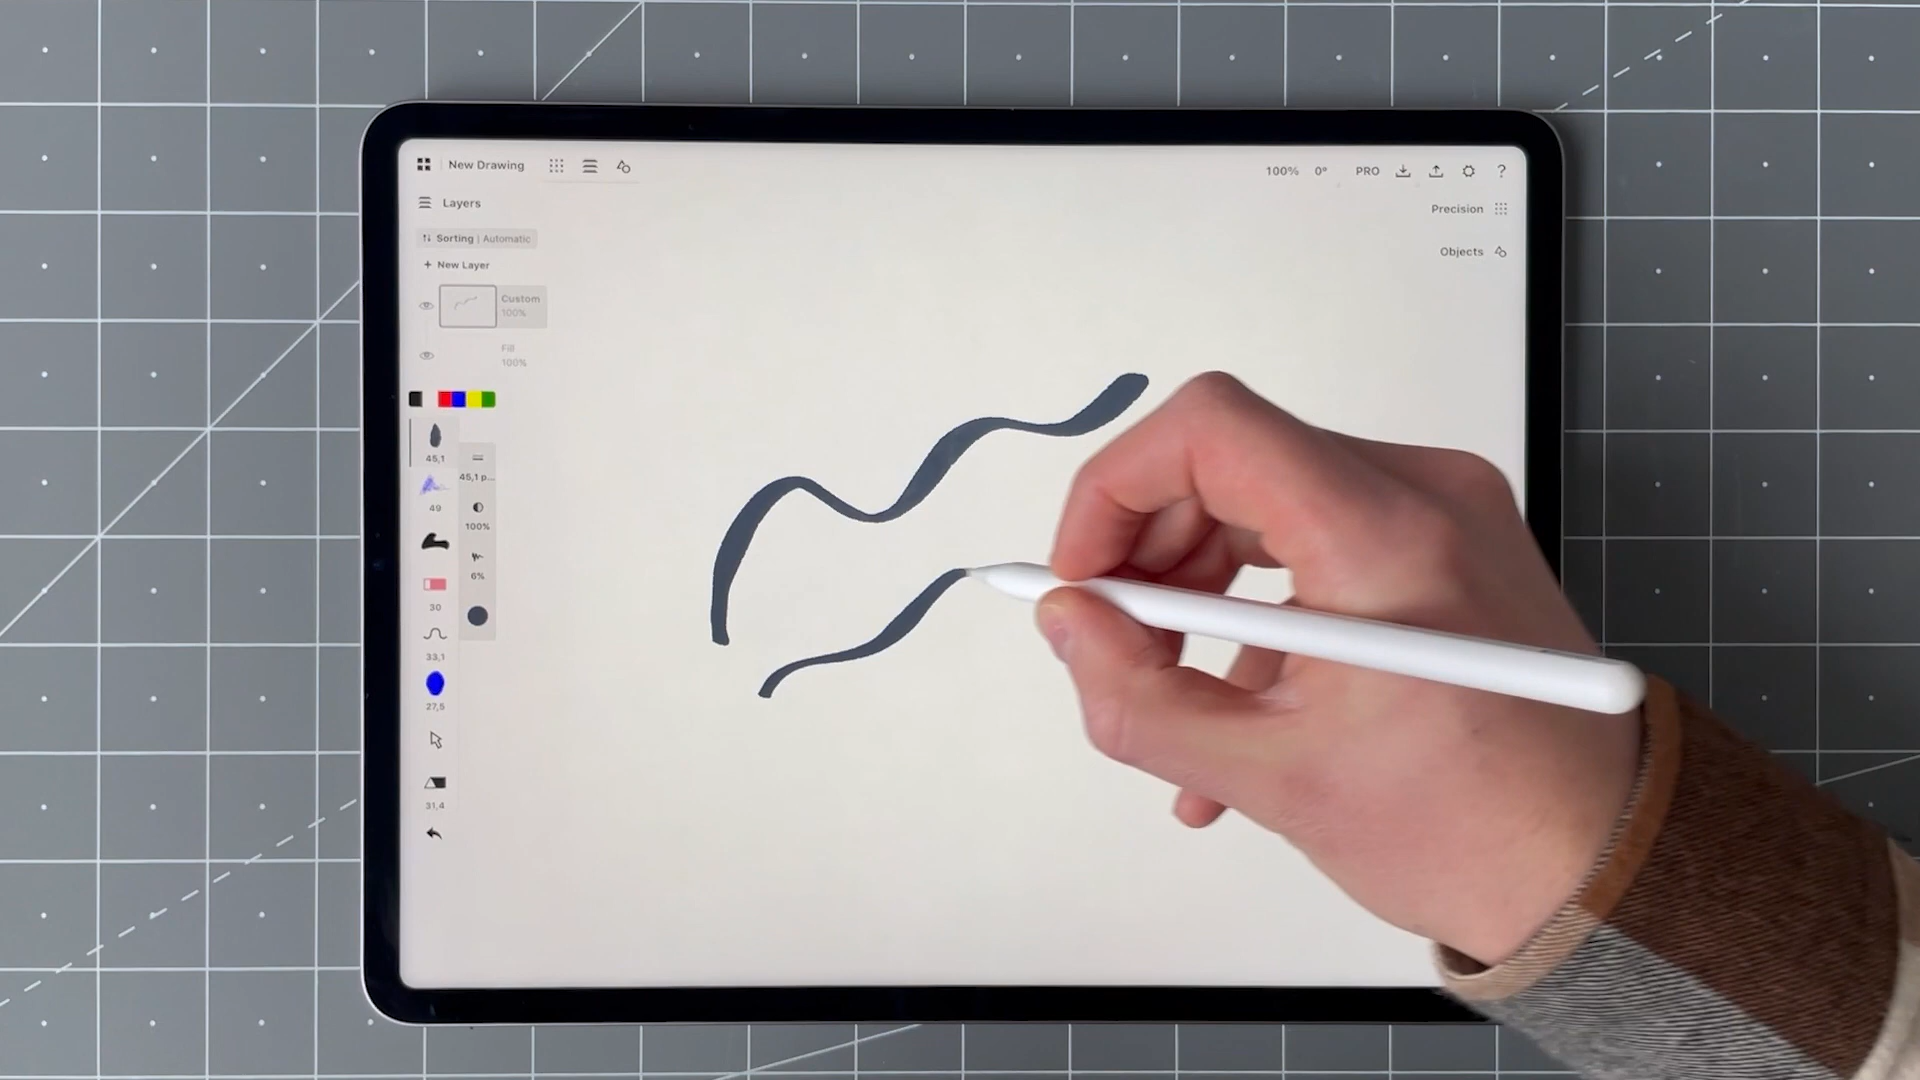 New Drawing
100% 0° PRO ?
Layers
Precision
Sorting | Automatic
Objects
+ New Layer
Custom
100%
Fill
100%
45,1
45,1 p...
49
100%
6%
30
33,1
27,5
31,4